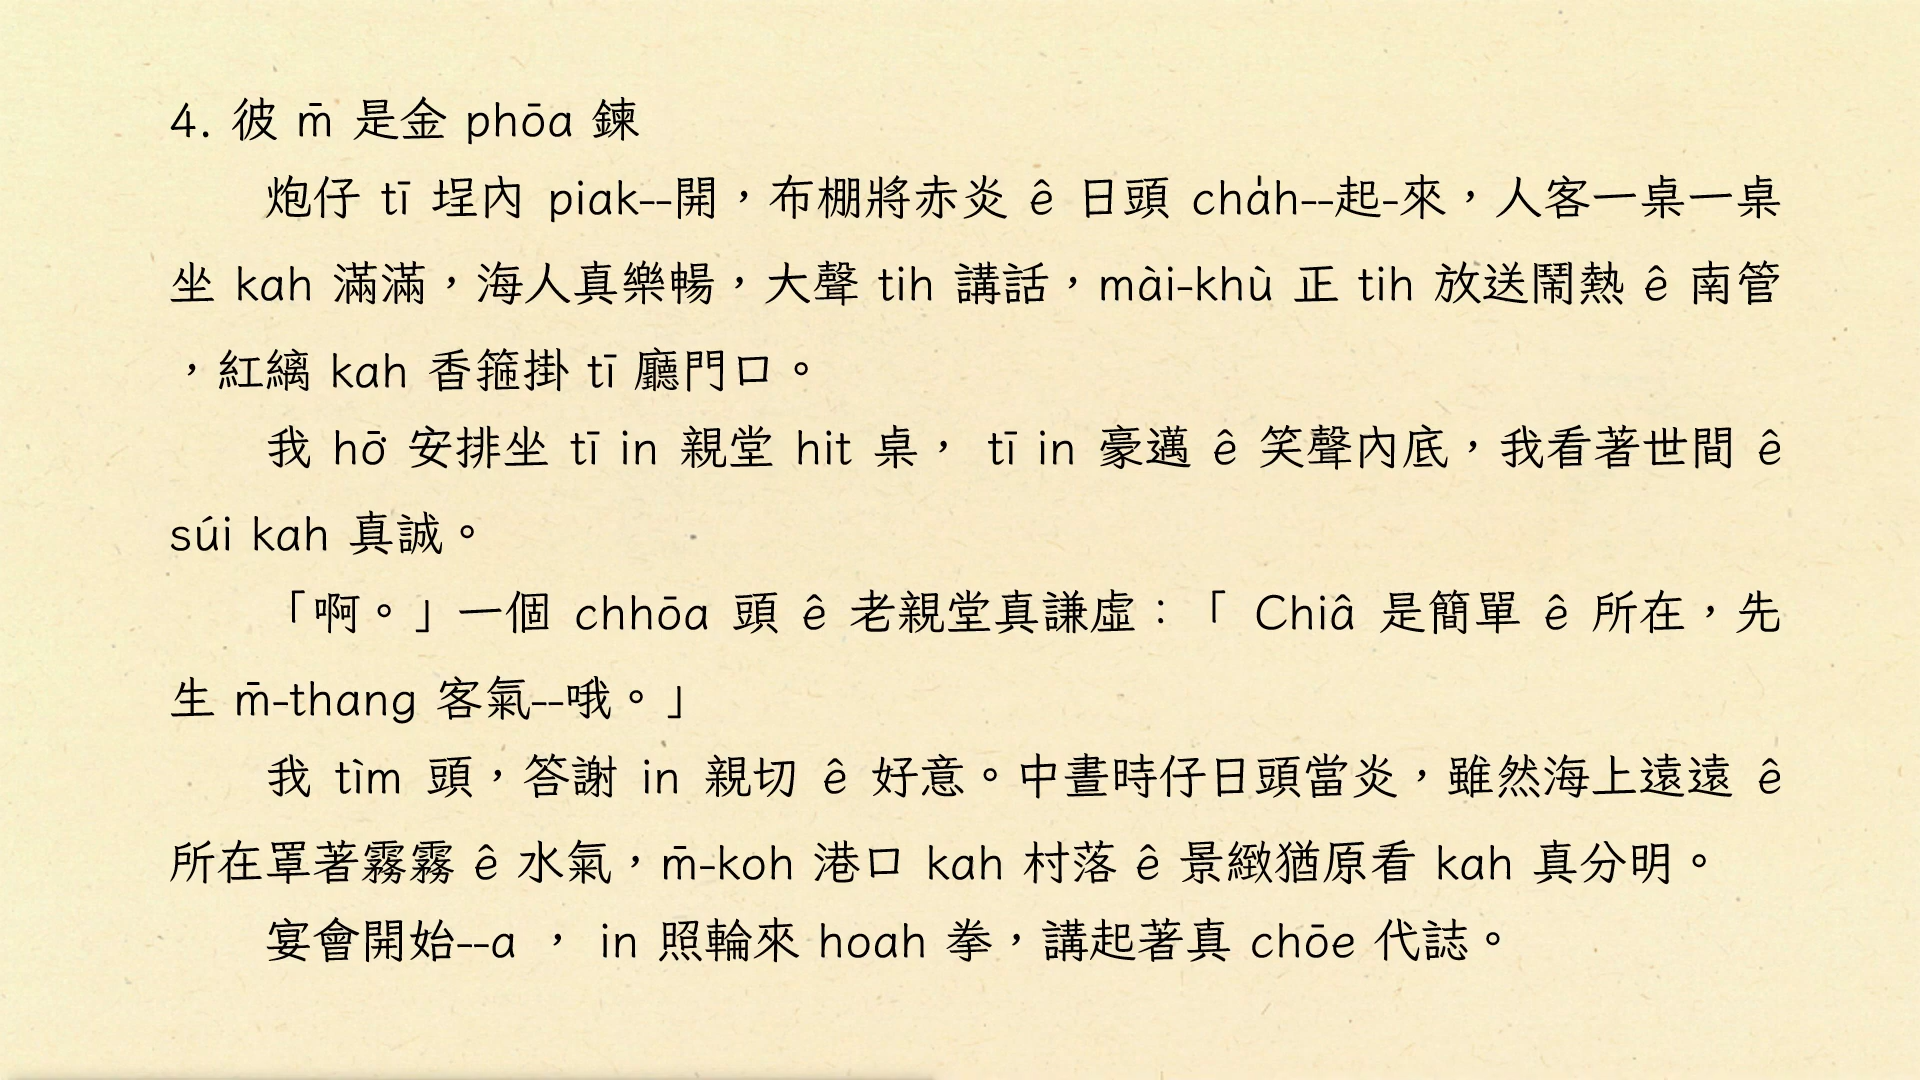 4. 彼 m̄ 是金 phōa 鍊
炮仔 tī 埕內 piak--開，布棚將赤炎 ê 日頭 cha̍h--起-來，人客一桌一桌
坐 kah 滿滿，海人真樂暢，大聲 tih 講話，mài-khù 正 tih 放送鬧熱 ê 南管
，紅縭 kah 香箍掛 tī 廳門口。
我 hō͘ 安排坐 tī in 親堂 hit 桌， tī in 豪邁 ê 笑聲內底，我看著世間 ê
súi kah 真誠。
「啊。」一個 chhōa 頭 ê 老親堂真謙虛：「 Chiâ 是簡單 ê 所在，先
生 m̄-thang 客氣--哦。」
我 tìm 頭，答謝 in 親切 ê 好意。中晝時仔日頭當炎，雖然海上遠遠 ê
所在罩著霧霧 ê 水氣，m̄-koh 港口 kah 村落 ê 景緻猶原看 kah 真分明。
宴會開始--a ， in 照輪來 hoah 拳，講起著真 chōe 代誌。